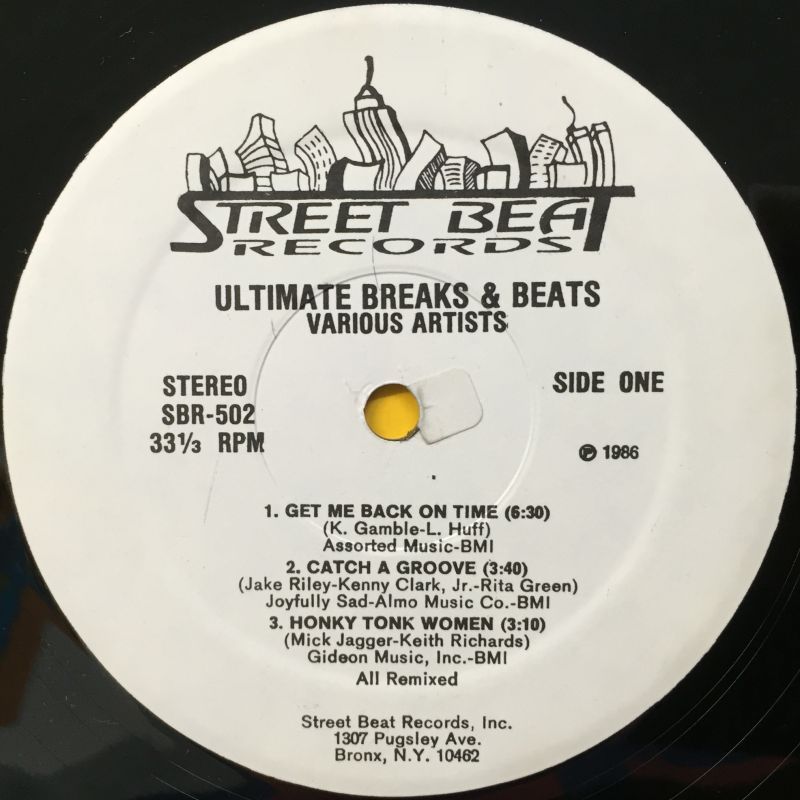 STREET BEAT
RECORDS
ULTIMATE BREAKS & BEATS
VARIOUS ARTISTS
STEREO
SBR-502
33⅓ RPM
SIDE ONE
℗ 1986
1. GET ME BACK ON TIME (6:30)
(K. Gamble-L. Huff)
Assorted Music-BMI
2. CATCH A GROOVE (3:40)
(Jake Riley-Kenny Clark, Jr.-Rita Green)
Joyfully Sad-Almo Music Co.-BMI
3. HONKY TONK WOMEN (3:10)
(Mick Jagger-Keith Richards)
Gideon Music, Inc.-BMI
All Remixed
Street Beat Records, Inc.
1307 Pugsley Ave.
Bronx, N.Y. 10462